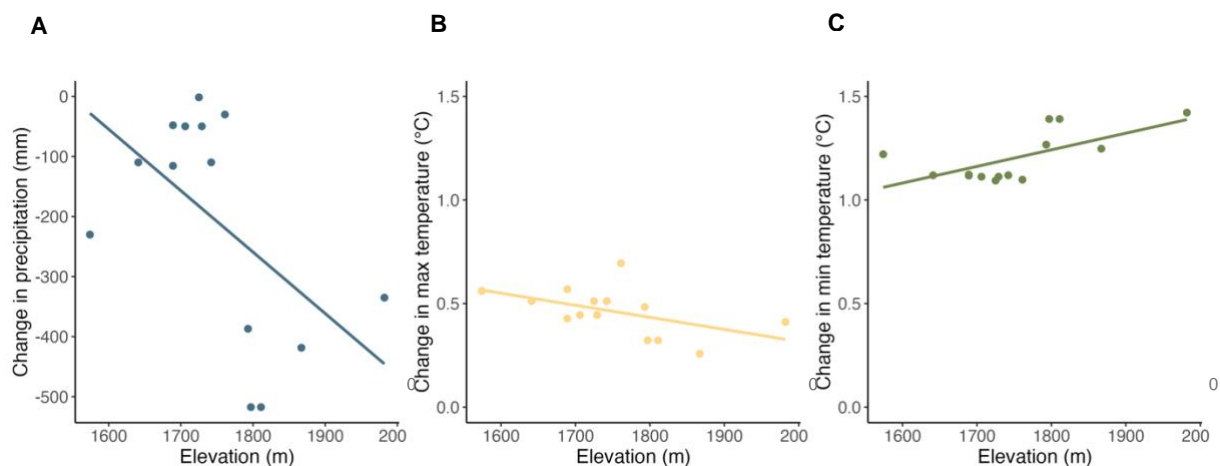 A
B
C
Change in precipitation (mm)
0
-100
-200
-300
-400
-500
1600 1700 1800 1900 200
0
Elevation (m)
Change in max temperature (°C)
1.5
1.0
0.5
0.0
1600 1700 1800 1900 200
0
Elevation (m)
Change in min temperature (°C)
1.5
1.0
0.5
0.0
1600 1700 1800 1900 200
0
Elevation (m)